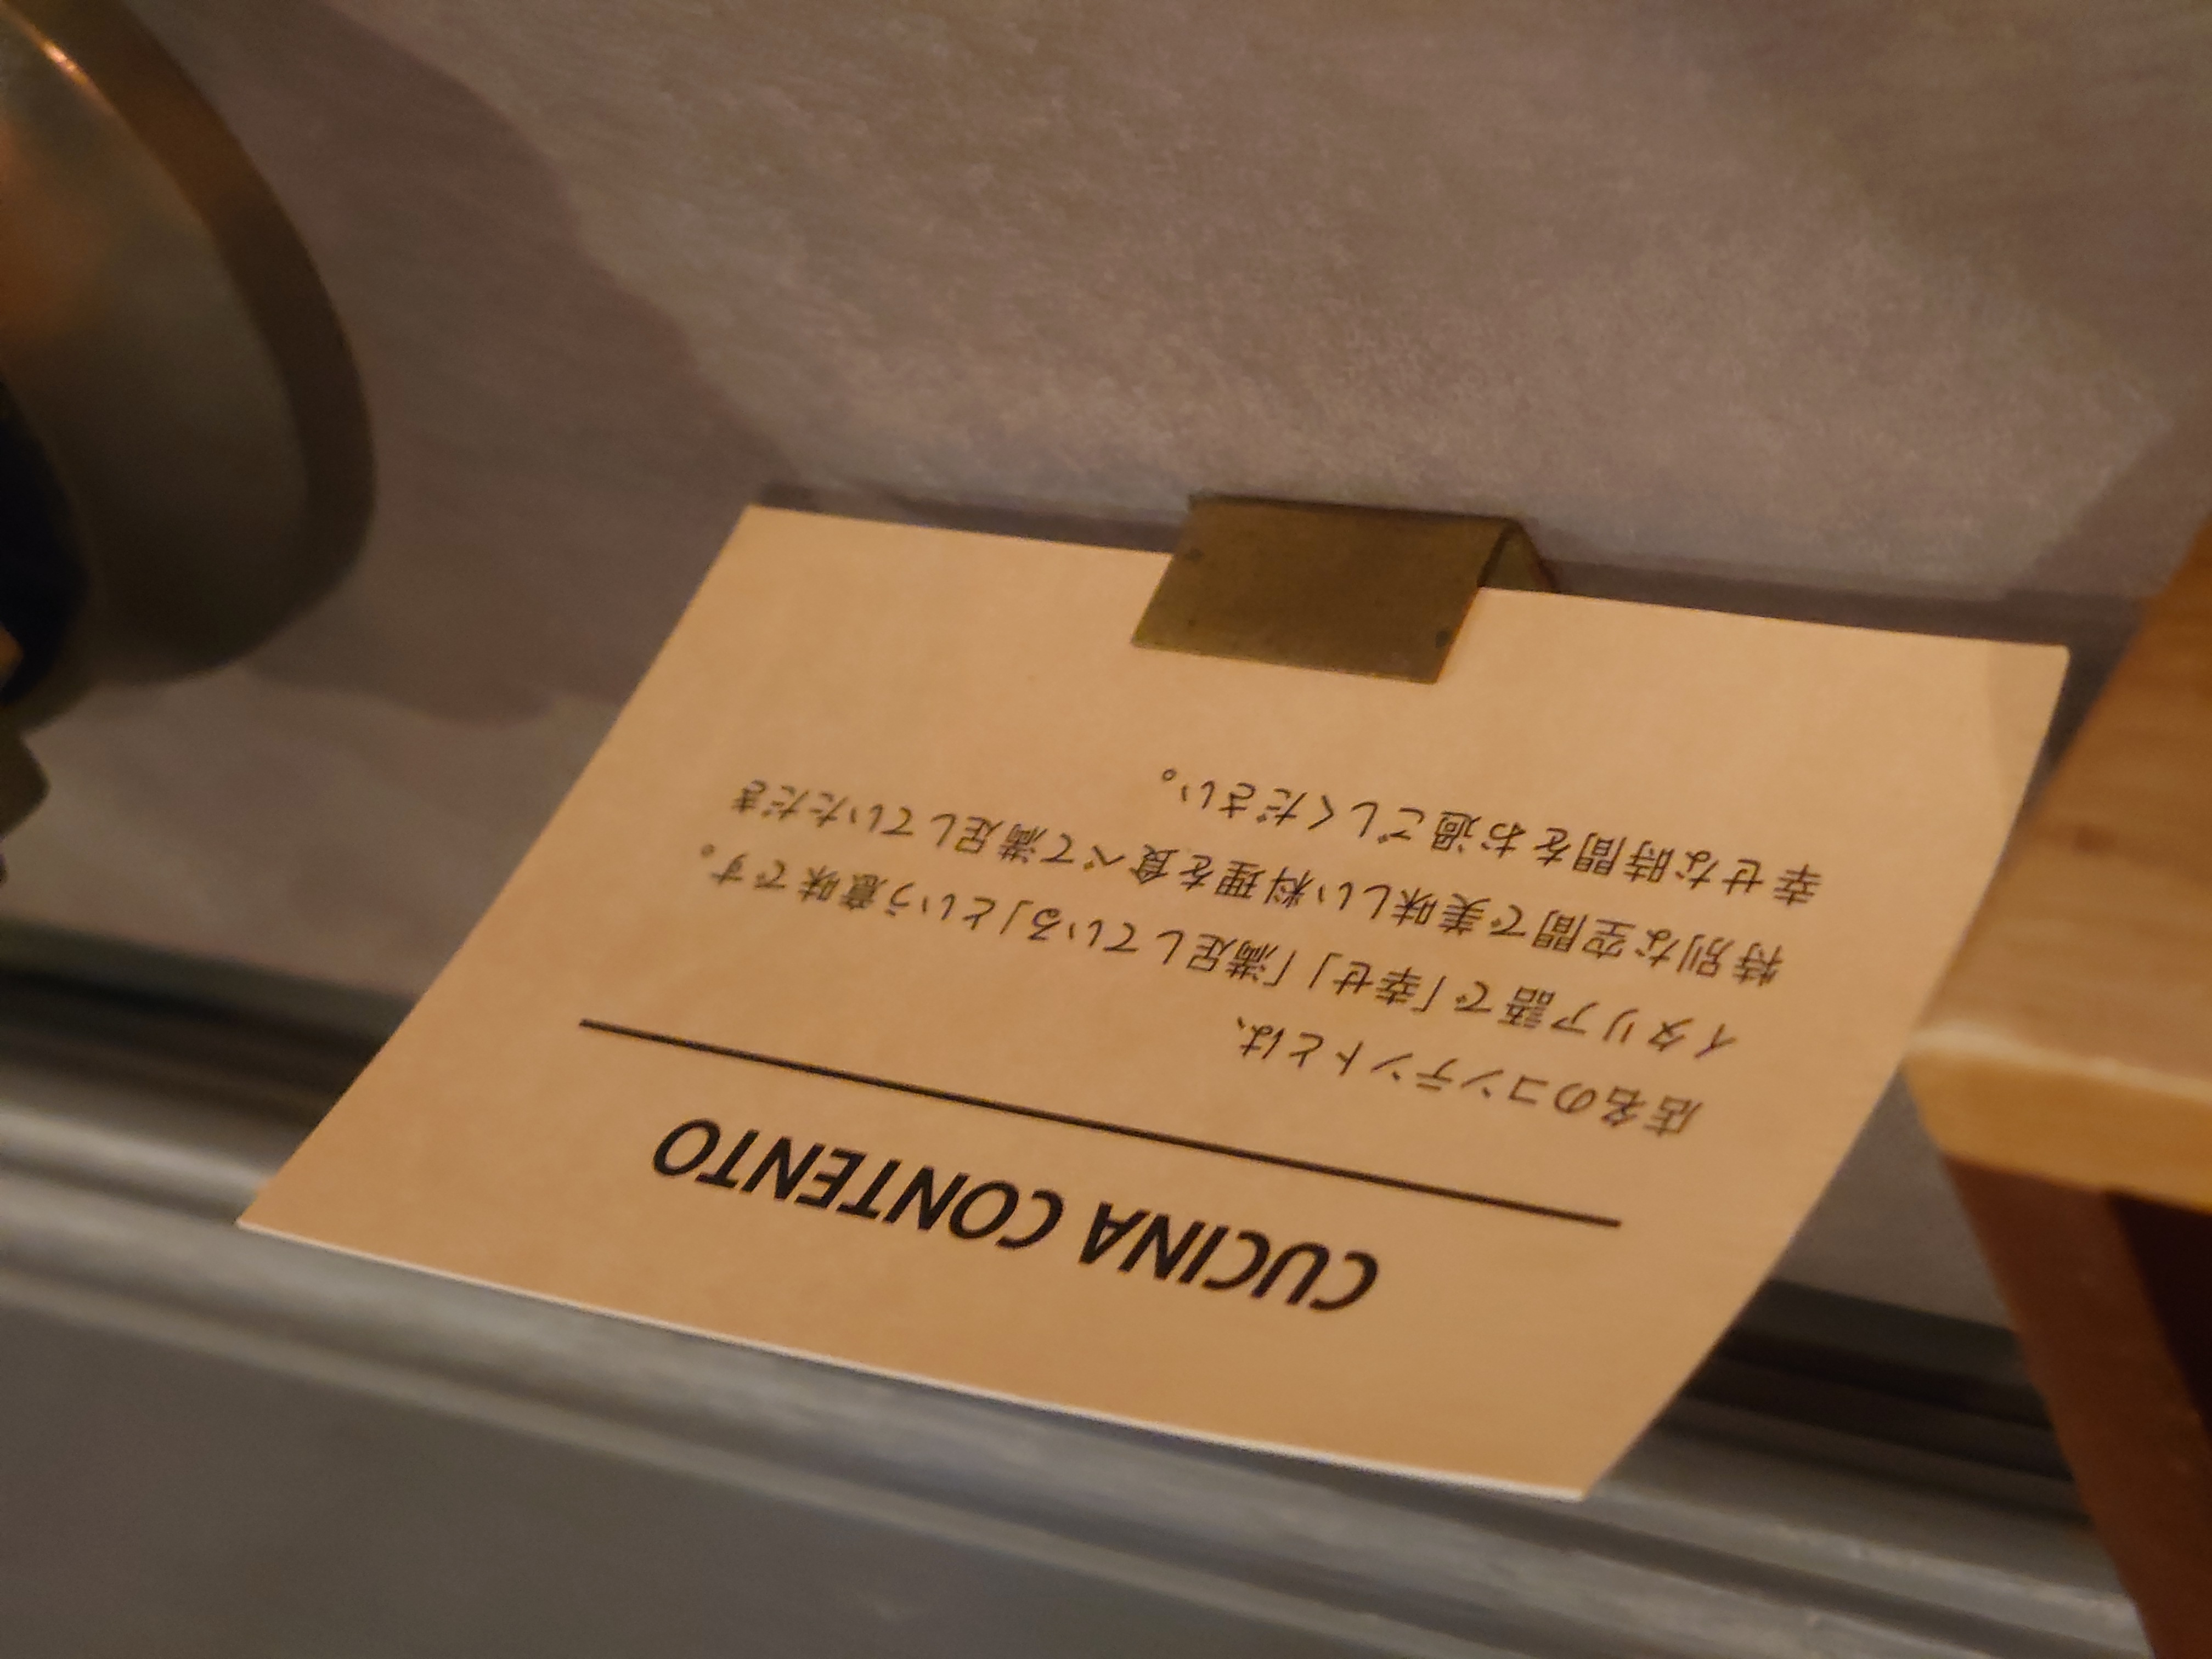 CUCINA CONTENTO
店名のコンテントとは、
イタリア語で「幸せ」「満足している」という意味です。
特別な空間で美味しい料理を食べて満足していただき
幸せな時間をお過ごしください。